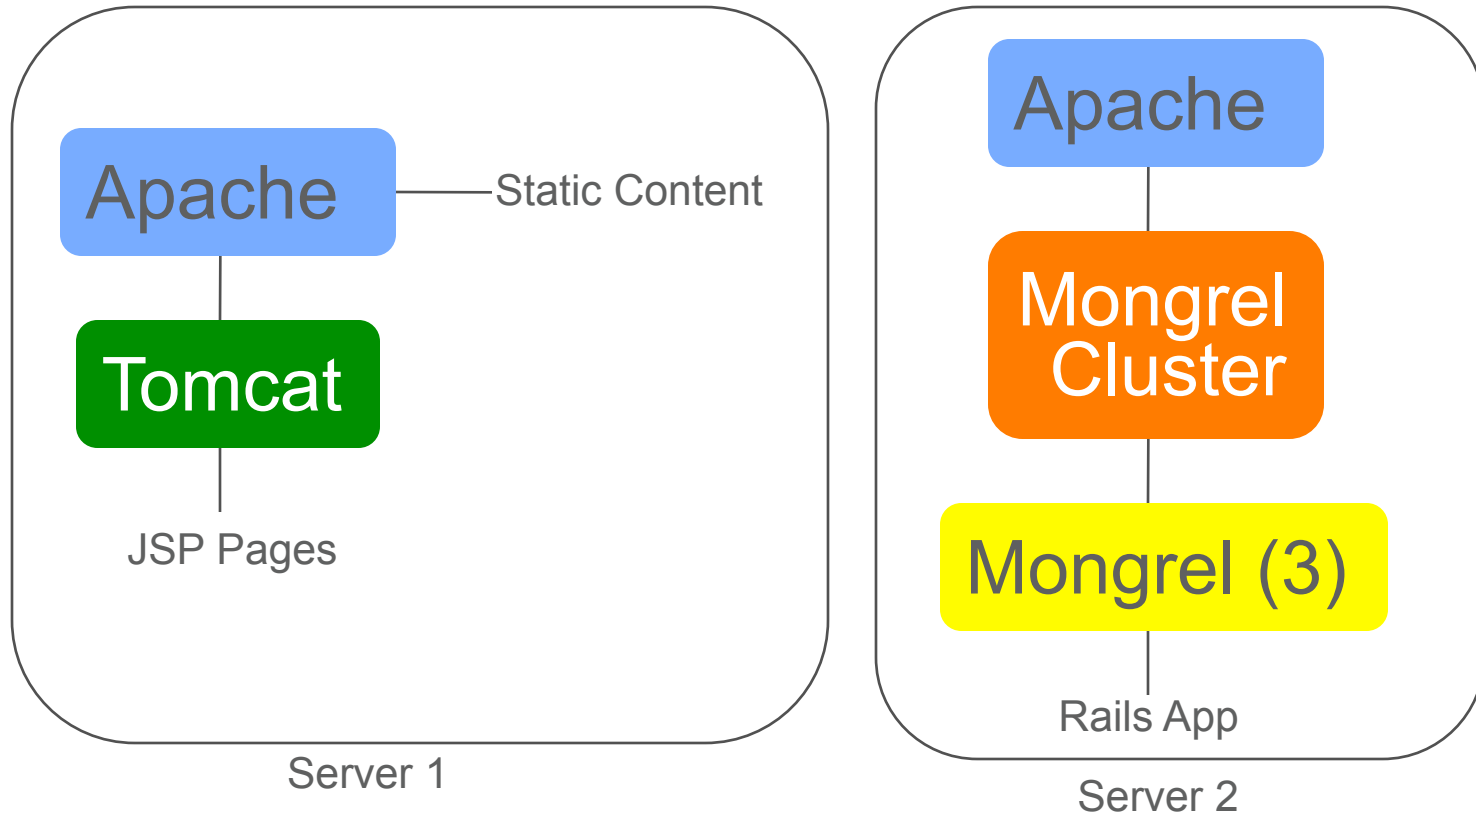 Apache
Static Content
Tomcat
JSP Pages
Server 1
Apache
Mongrel
Cluster
Mongrel (3)
Rails App
Server 2